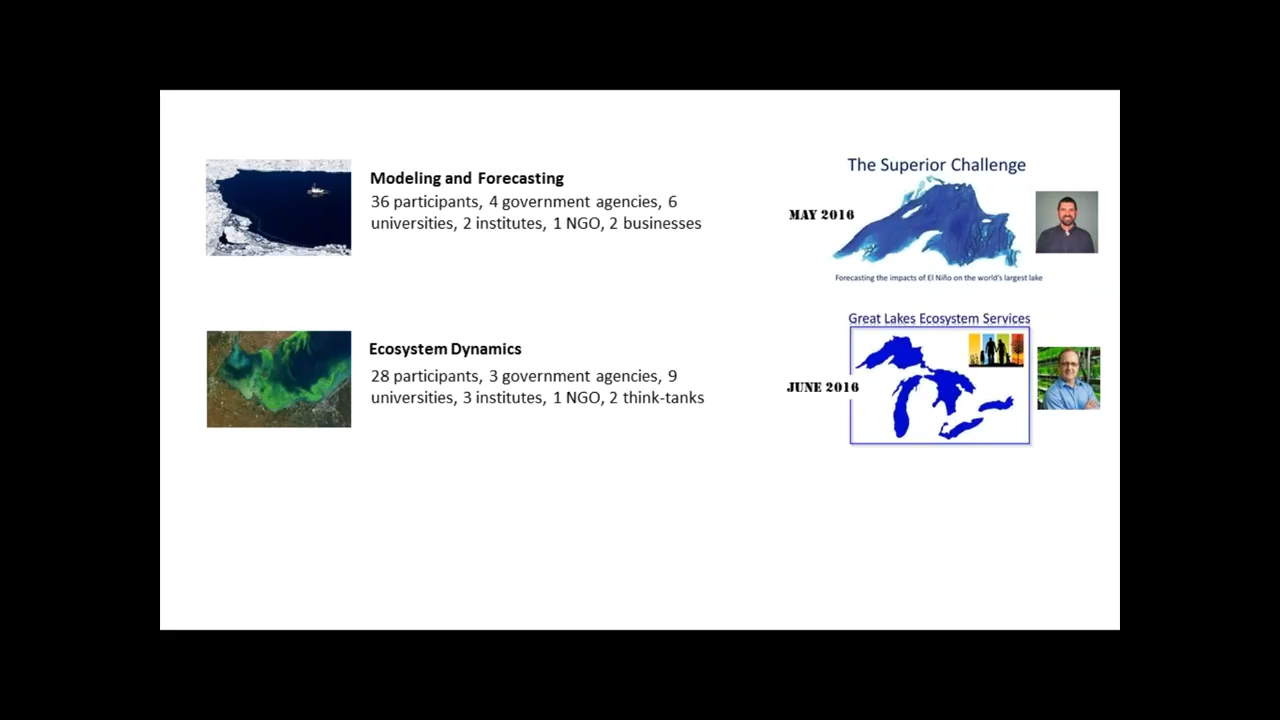 Modeling and Forecasting
36 participants, 4 government agencies, 6
universities, 2 institutes, 1 NGO, 2 businesses
The Superior Challenge
MAY 2016
Forecasting the impacts of El Niño on the world's largest lake
Ecosystem Dynamics
28 participants, 3 government agencies, 9
universities, 3 institutes, 1 NGO, 2 think-tanks
Great Lakes Ecosystem Services
JUNE 2016